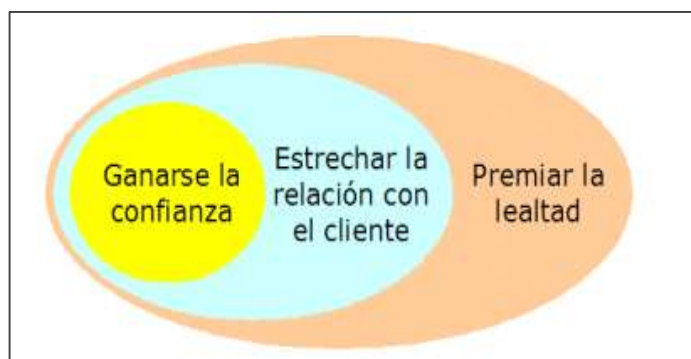 Ganarse la
confianza
Estrechar la
relación con
el cliente
Premiar la
lealtad